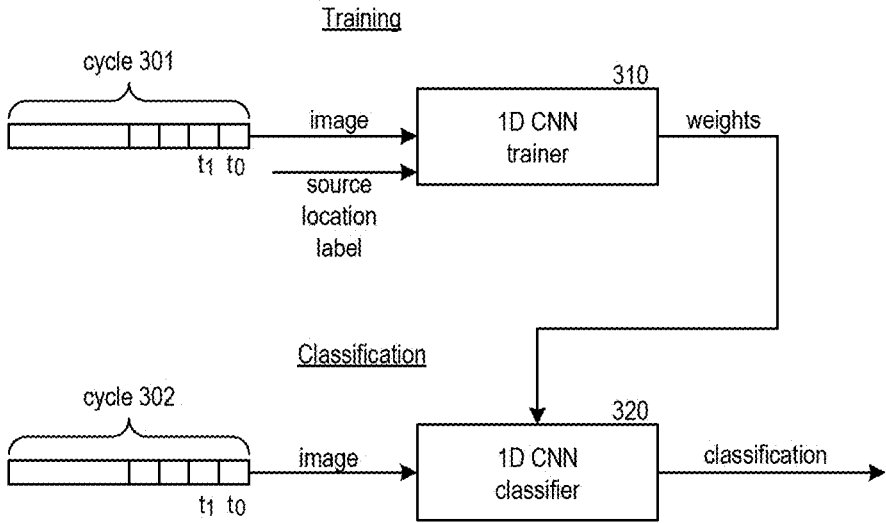 Training
cycle 301
310
image
1D CNN
trainer
weights
t1 t0
source
location
label
Classification
cycle 302
320
image
1D CNN
classifier
classification
t1 t0